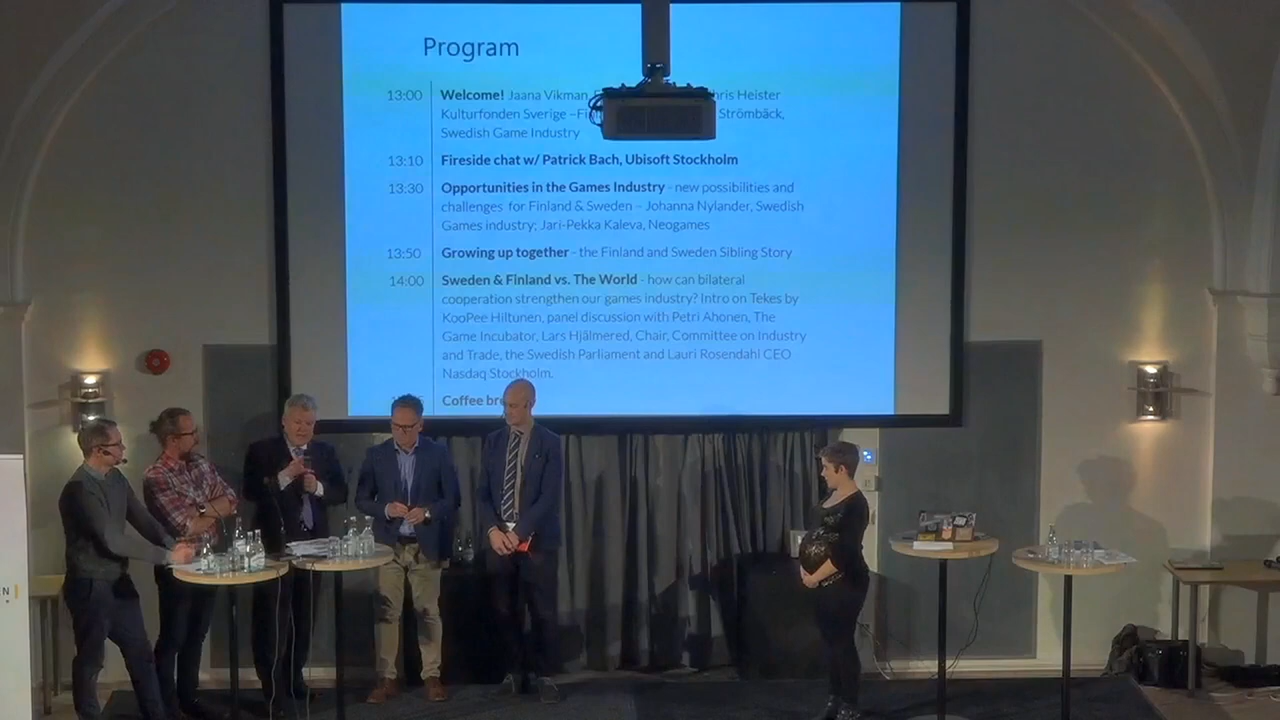 Program
13:00 Welcome! Jaana Vikman, hris Heister
Kulturfonden Sverige –Fin Strömbäck,
Swedish Game Industry
13:10 Fireside chat w/ Patrick Bach, Ubisoft Stockholm
13:30 Opportunities in the Games Industry - new possibilities and
challenges for Finland & Sweden – Johanna Nylander, Swedish
Games industry; Jari-Pekka Kaleva, Neogames
13:50 Growing up together - the Finland and Sweden Sibling Story
14:00 Sweden & Finland vs. The World - how can bilateral
cooperation strengthen our games industry? Intro on Tekes by
KooPee Hiltunen, panel discussion with Petri Ahonen, The
Game Incubator, Lars Hjälmered, Chair, Committee on Industry
and Trade, the Swedish Parliament and Lauri Rosendahl CEO
Nasdaq Stockholm.
Coffee bre
N